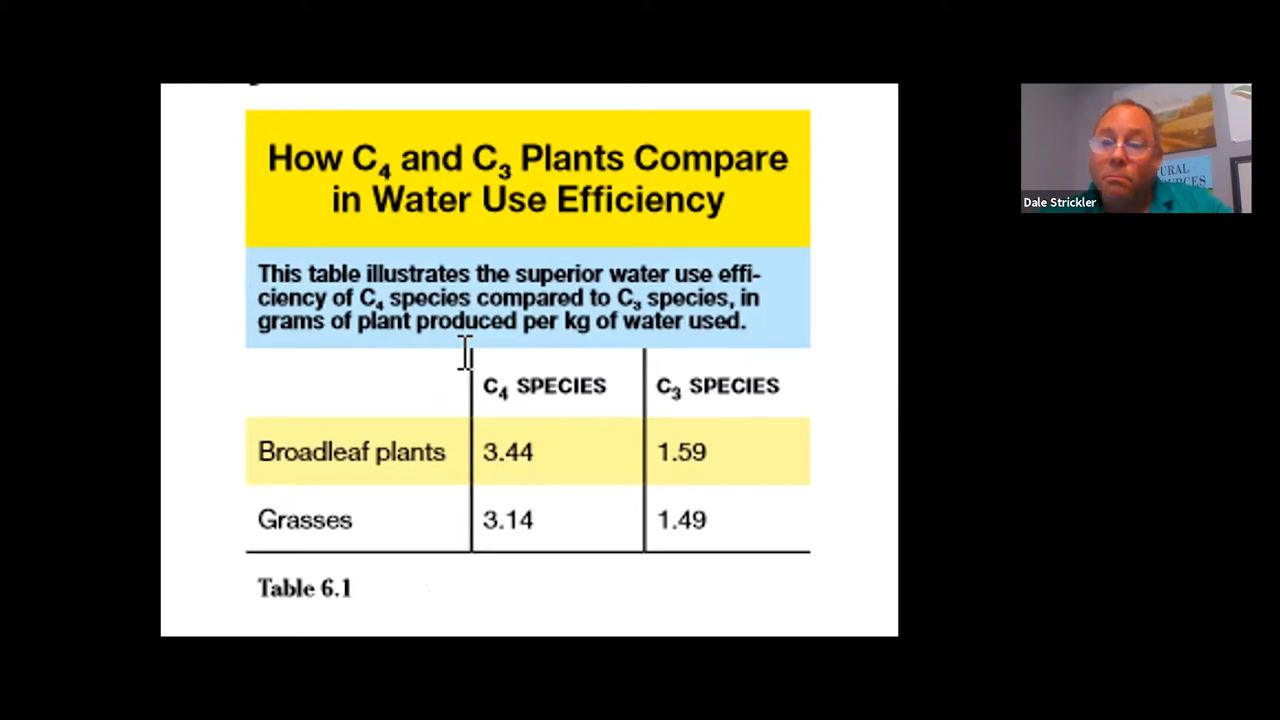 How C₄ and C₃ Plants Compare
in Water Use Efficiency
This table illustrates the superior water use effi-
ciency of C₄ species compared to C₃ species, in
grams of plant produced per kg of water used.
C₄ SPECIES C₃ SPECIES
Broadleaf plants 3.44 1.59
Grasses 3.14 1.49
Table 6.1
Dale Strickler